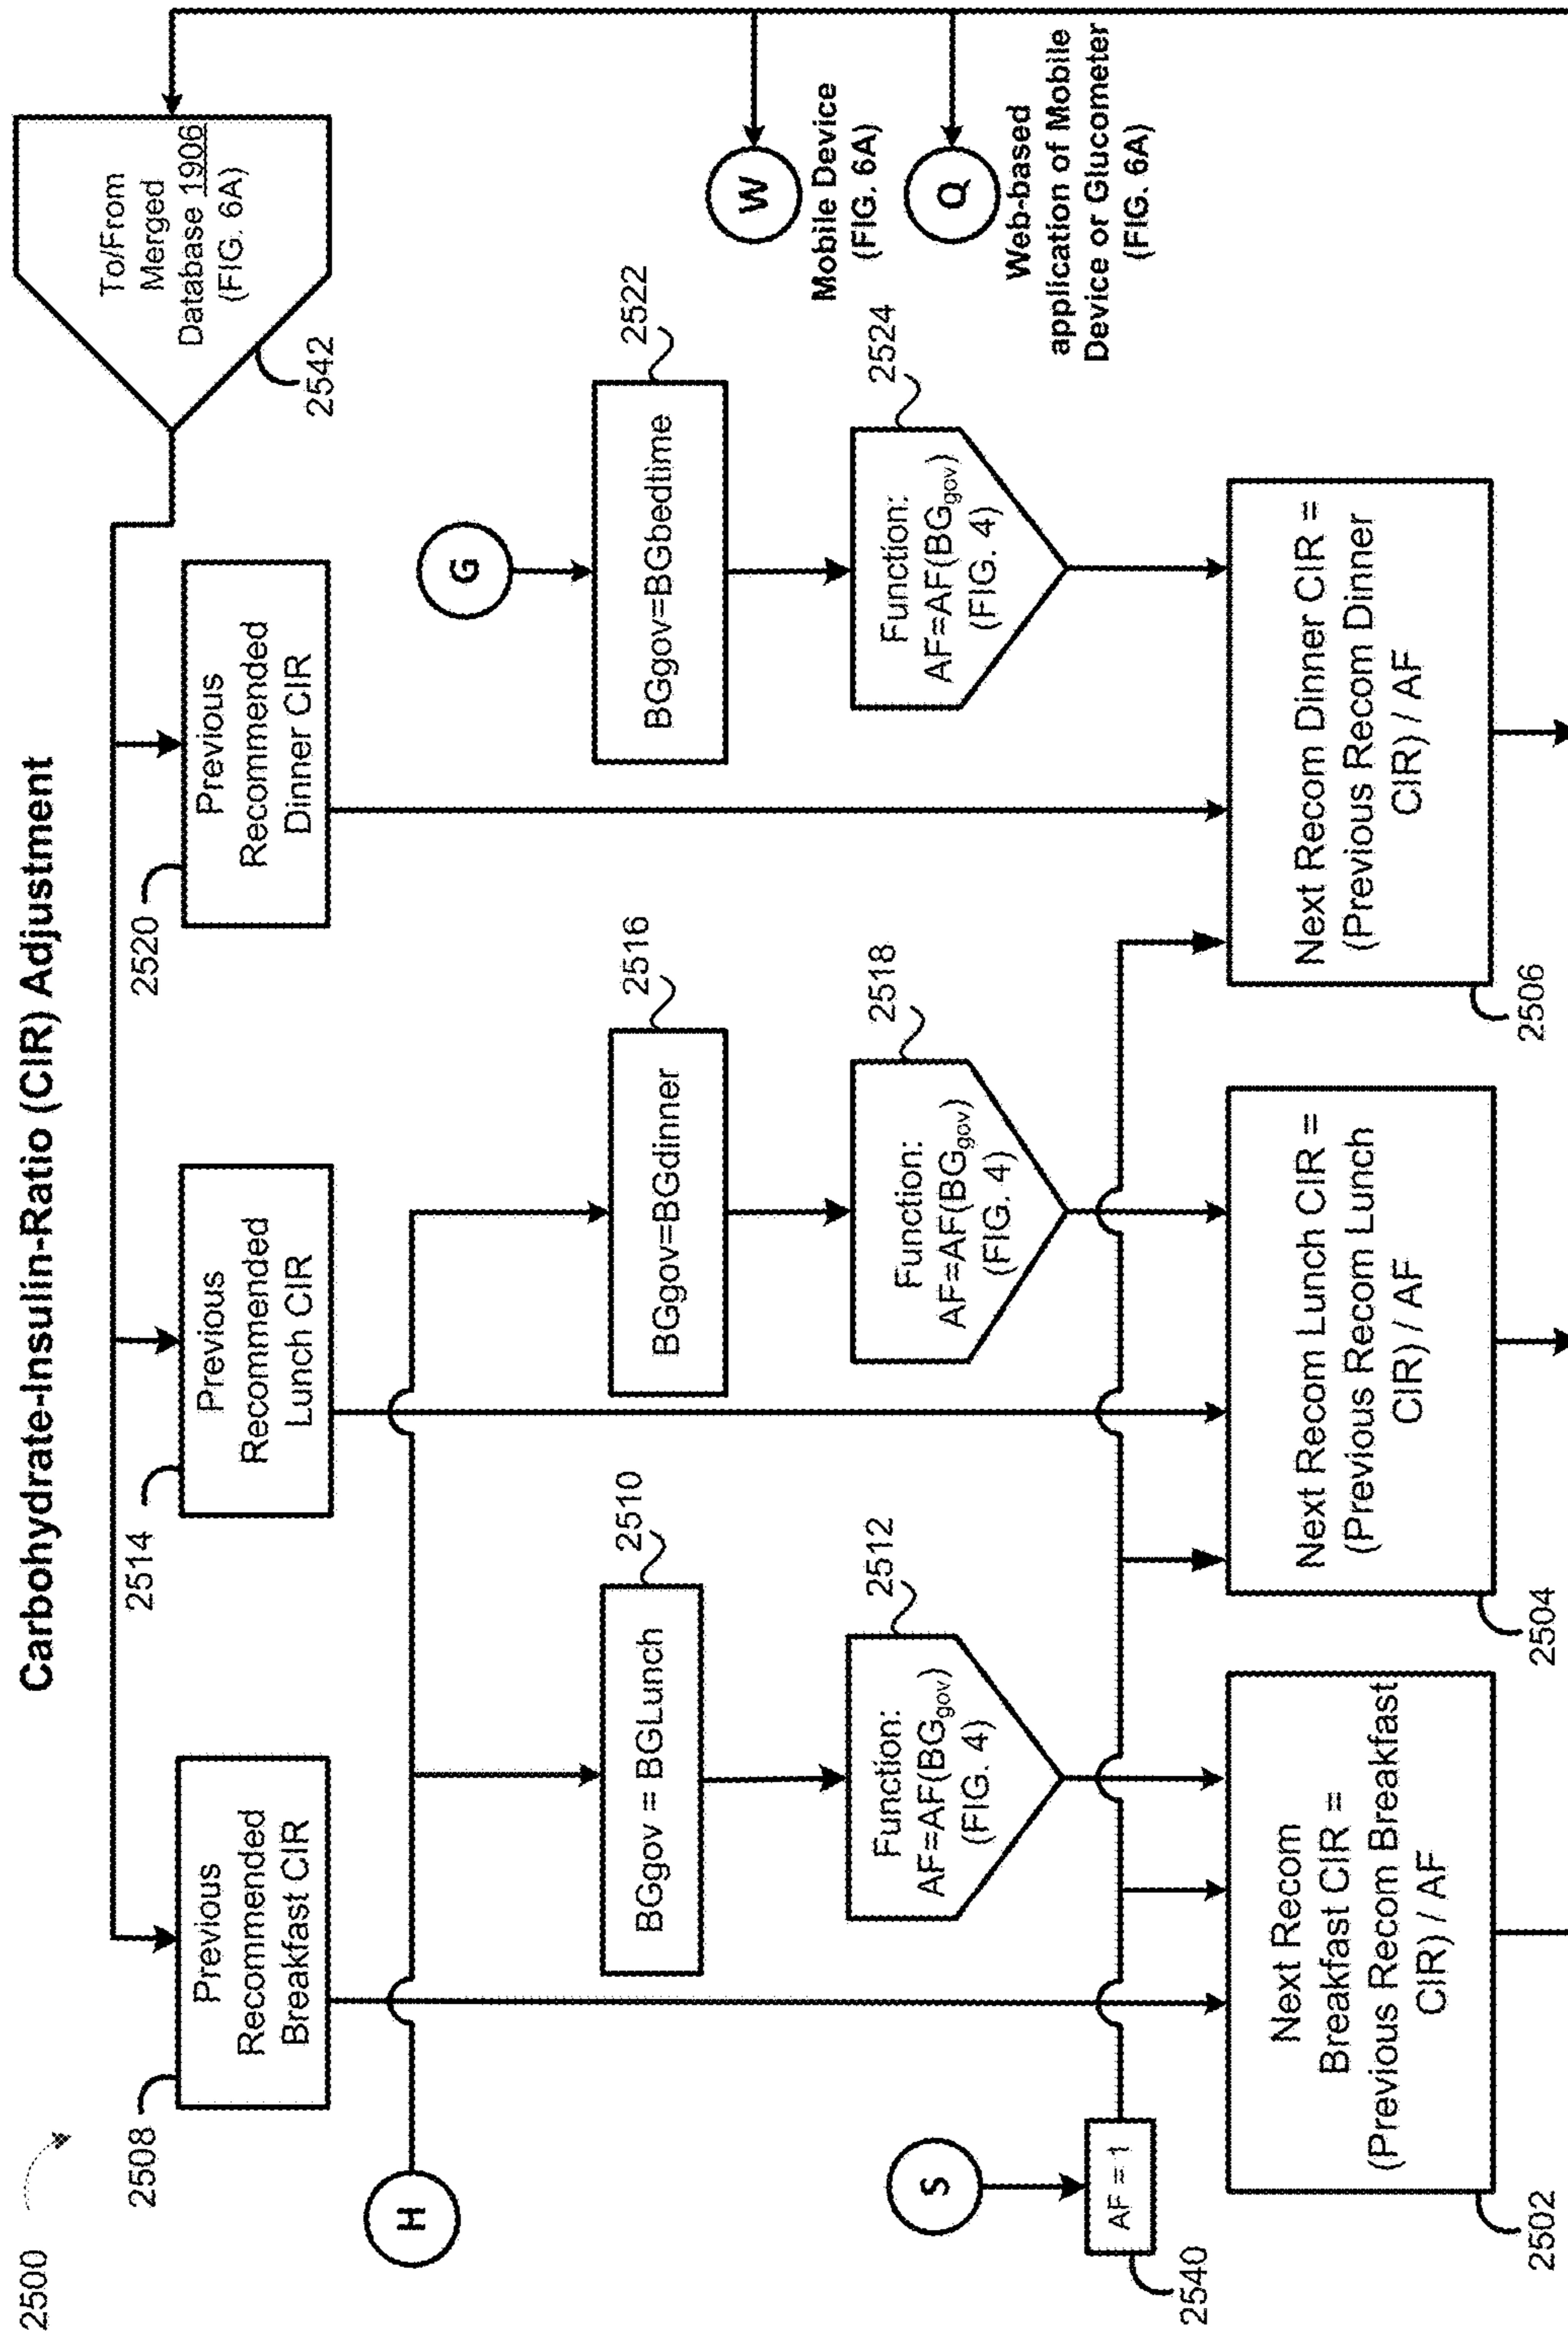 2500
Carbohydrate-Insulin-Ratio (CIR) Adjustment
2508
Previous
Recommended
Breakfast CIR
2514
Previous
Recommended
Lunch CIR
2520
Previous
Recommended
Dinner CIR
To/From
Merged
Database 1906
(FIG. 6A)
2542
H
G
BGgov = BGLunch
2510
BGgov=BGdinner
2516
BGgov=BGbedtime
2522
W
Mobile Device
(FIG. 6A)
Function:
AF=AF(BGgov)
(FIG. 4)
2512
Function:
AF=AF(BGgov)
(FIG. 4)
2518
Function:
AF=AF(BGgov)
(FIG. 4)
2524
Q
Web-based
application of Mobile
Device or Glucometer
(FIG. 6A)
S
AF = 1
2540
Next Recom
Breakfast CIR =
(Previous Recom Breakfast
CIR) / AF
2502
Next Recom Lunch CIR =
(Previous Recom Lunch
CIR) / AF
2504
Next Recom Dinner CIR =
(Previous Recom Dinner
CIR) / AF
2506